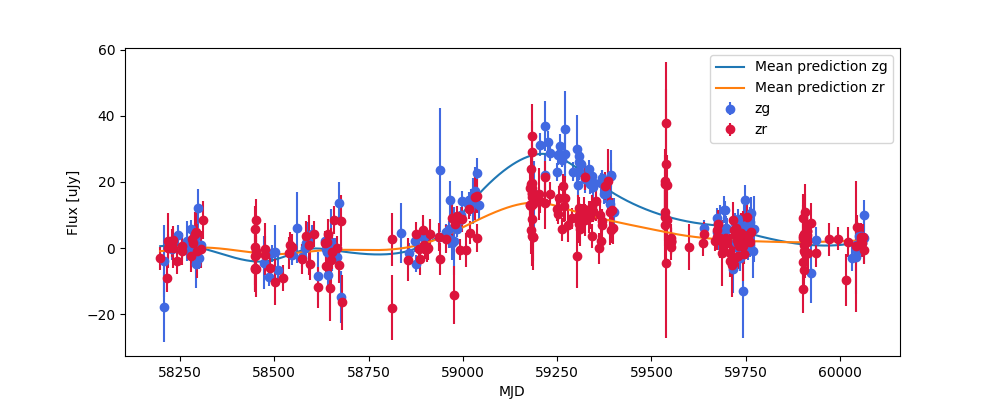 60
40
20
0
−20
Flux [uJy]
58250 58500 58750 59000 59250 59500 59750 60000
MJD
Mean prediction zg
Mean prediction zr
zg
zr